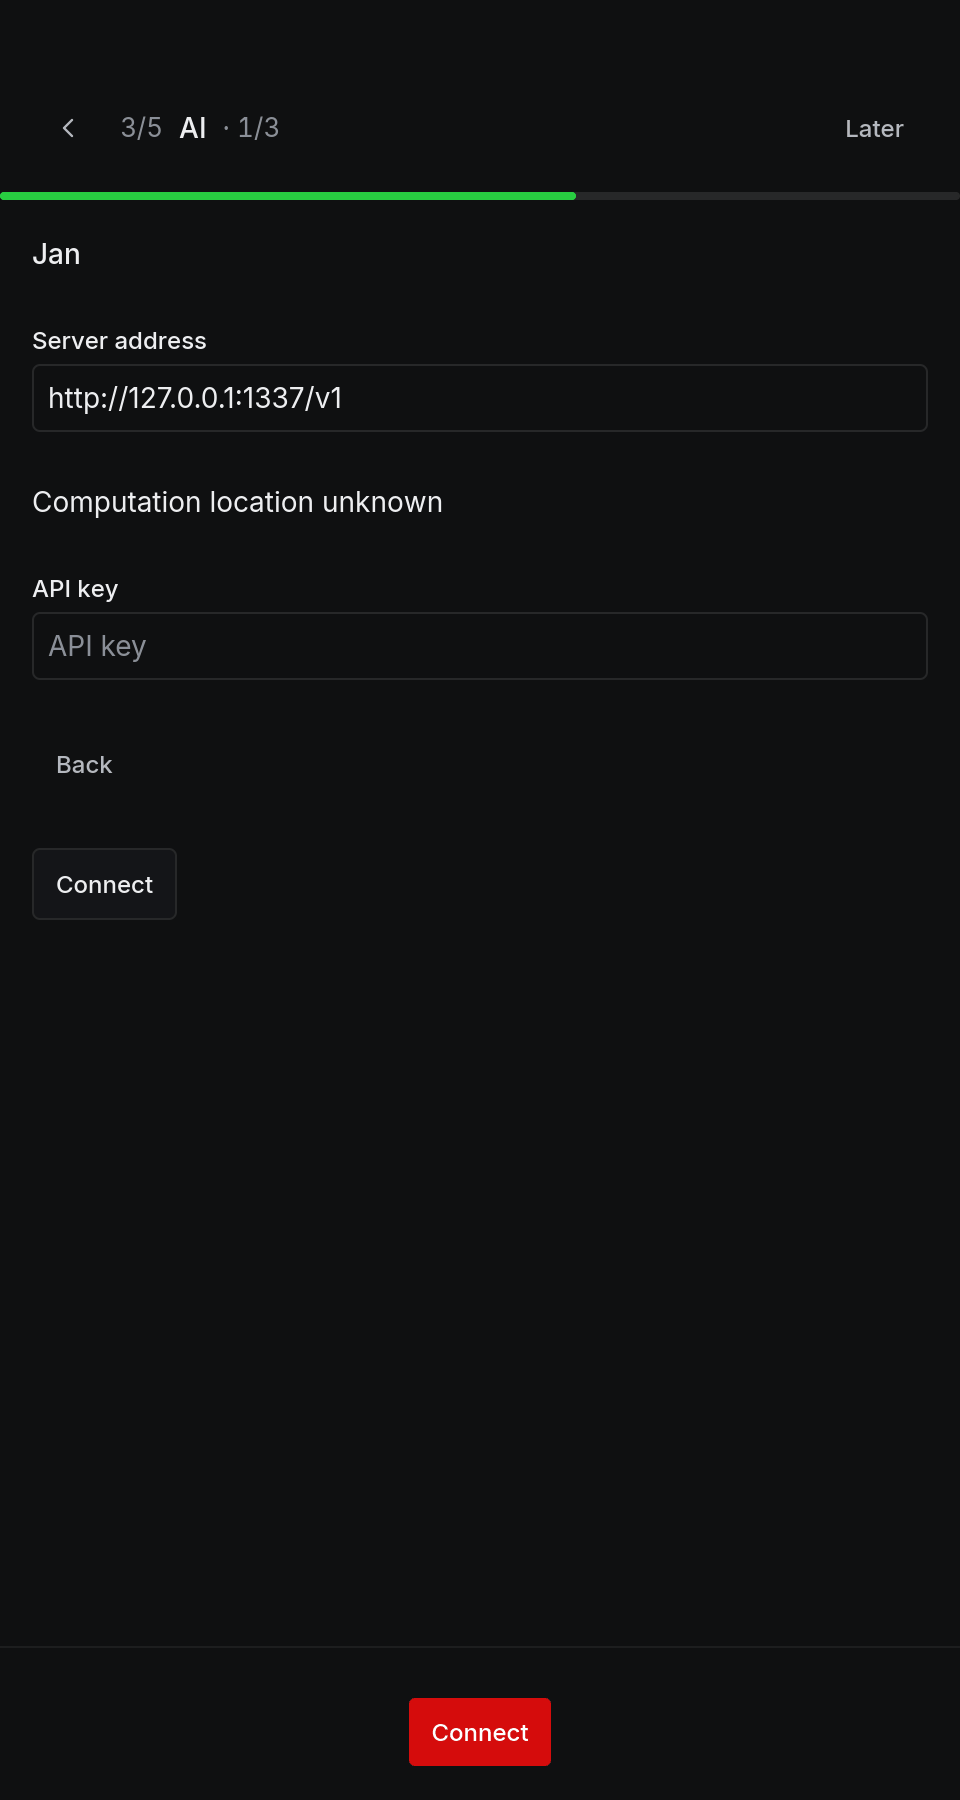 3/5 AI · 1/3 Later
Jan
Server address
http://127.0.0.1:1337/v1
Computation location unknown
API key
API key
Back
Connect
Connect